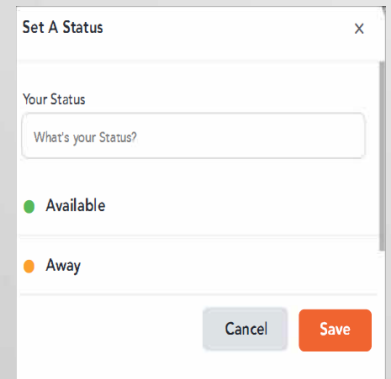 Set A Status X
Your Status
What's your Status?
Available
Away
Cancel Save